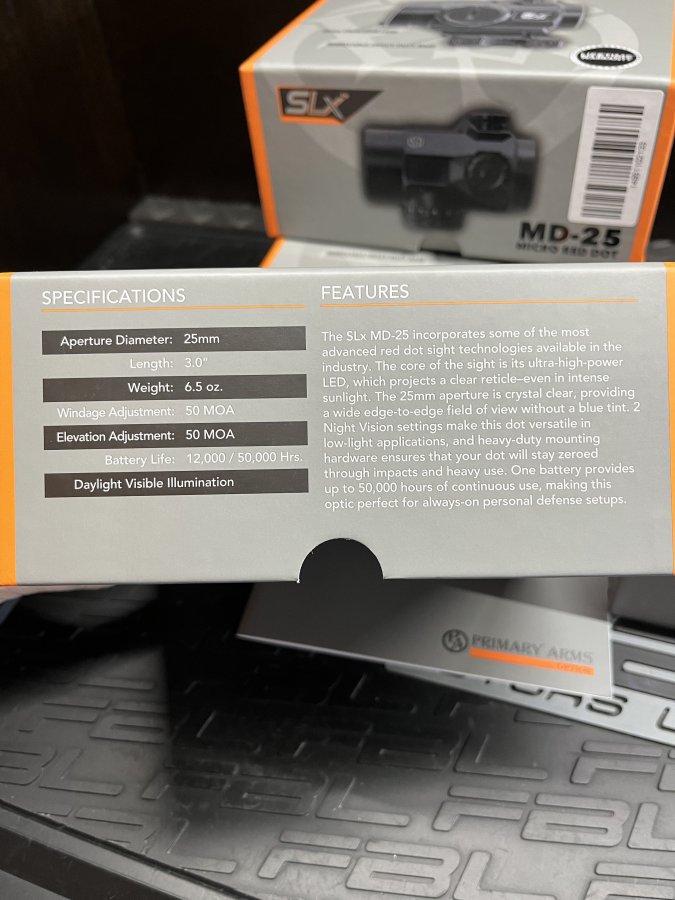 SLx
MD-25
MICRO RED DOT
SPECIFICATIONS
Aperture Diameter: 25mm
Length: 3.0"
Weight: 6.5 oz.
Windage Adjustment: 50 MOA
Elevation Adjustment: 50 MOA
Battery Life: 12,000 / 50,000 Hrs.
Daylight Visible Illumination
FEATURES
The SLx MD-25 incorporates some of the most
advanced red dot sight technologies available in the
industry. The core of the sight is its ultra-high-power
LED, which projects a clear reticle–even in intense
sunlight. The 25mm aperture is crystal clear, providing
a wide edge-to-edge field of view without a blue tint. 2
Night Vision settings make this dot versatile in
low-light applications, and heavy-duty mounting
hardware ensures that your dot will stay zeroed
through impacts and heavy use. One battery provides
up to 50,000 hours of continuous use, making this
optic perfect for always-on personal defense setups.
PA PRIMARY ARMS
FBL FBL FBL
FBL FBL
FBL